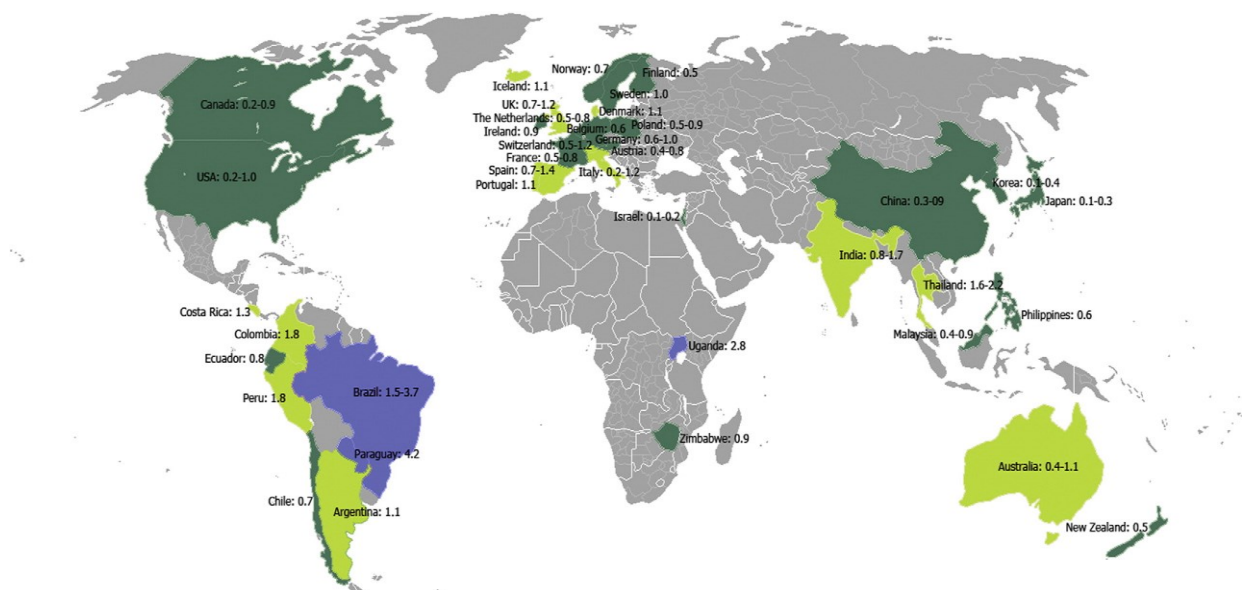 Norway: 0.7
Finland: 0.5
Iceland: 1.1
Sweden: 1.0
Canada: 0.2-0.9
UK: 0.7-1.2
Denmark: 1.1
The Netherlands: 0.5-0.8
Poland: 0.5-0.9
Ireland: 0.9
Belgium: 0.6
Germany: 0.6-1.0
Switzerland: 0.5-1.2
Austria: 0.4-0.8
France: 0.5-0.8
Spain: 0.7-1.4
Italy: 0.2-1.2
USA: 0.2-1.0
Portugal: 1.1
Korea: 0.1-0.4
China: 0.3-09
Japan: 0.1-0.3
Israel: 0.1-0.2
India: 0.8-1.7
Thailand: 1.6-2.2
Costa Rica: 1.3
Philippines: 0.6
Colombia: 1.8
Malaysia: 0.4-0.9
Uganda: 2.8
Ecuador: 0.8
Brazil: 1.5-3.7
Peru: 1.8
Zimbabwe: 0.9
Paraguay: 4.2
Australia: 0.4-1.1
Chile: 0.7
Argentina: 1.1
New Zealand: 0.5